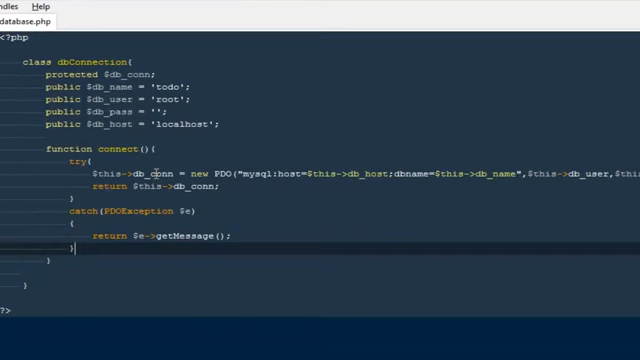 ndles Help
database.php
<?php
class dbConnection{
protected $db_conn;
public $db_name = 'todo';
public $db_user = 'root';
public $db_pass = '';
public $db_host = 'localhost';
function connect(){
try{
$this->db_conn = new PDO("mysql:host=$this->db_host;dbname=$this->db_name",$this->db_user,$this
return $this->db_conn;
}
catch(PDOException $e)
{
return $e->getMessage();
}
}
}
?>